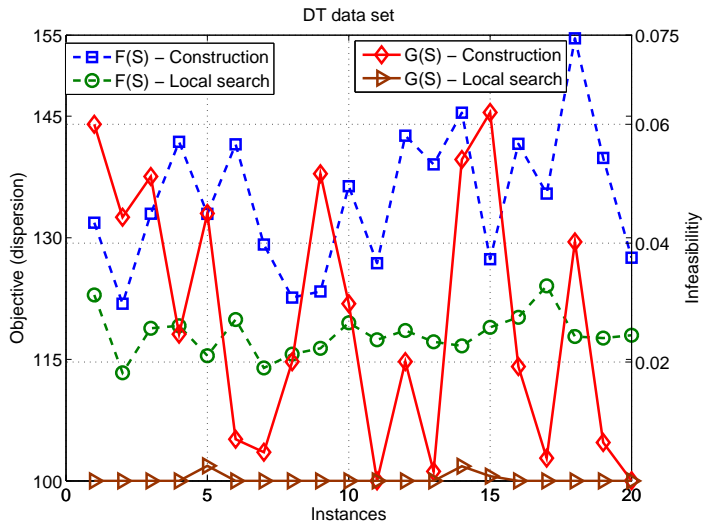 DT data set
F(S) – Construction
F(S) – Local search
G(S) – Construction
G(S) – Local search
Objective (dispersion)
155
145
130
115
100
Infeasibilitiy
0.075
0.06
0.04
0.02
0
5
10
15
20
Instances